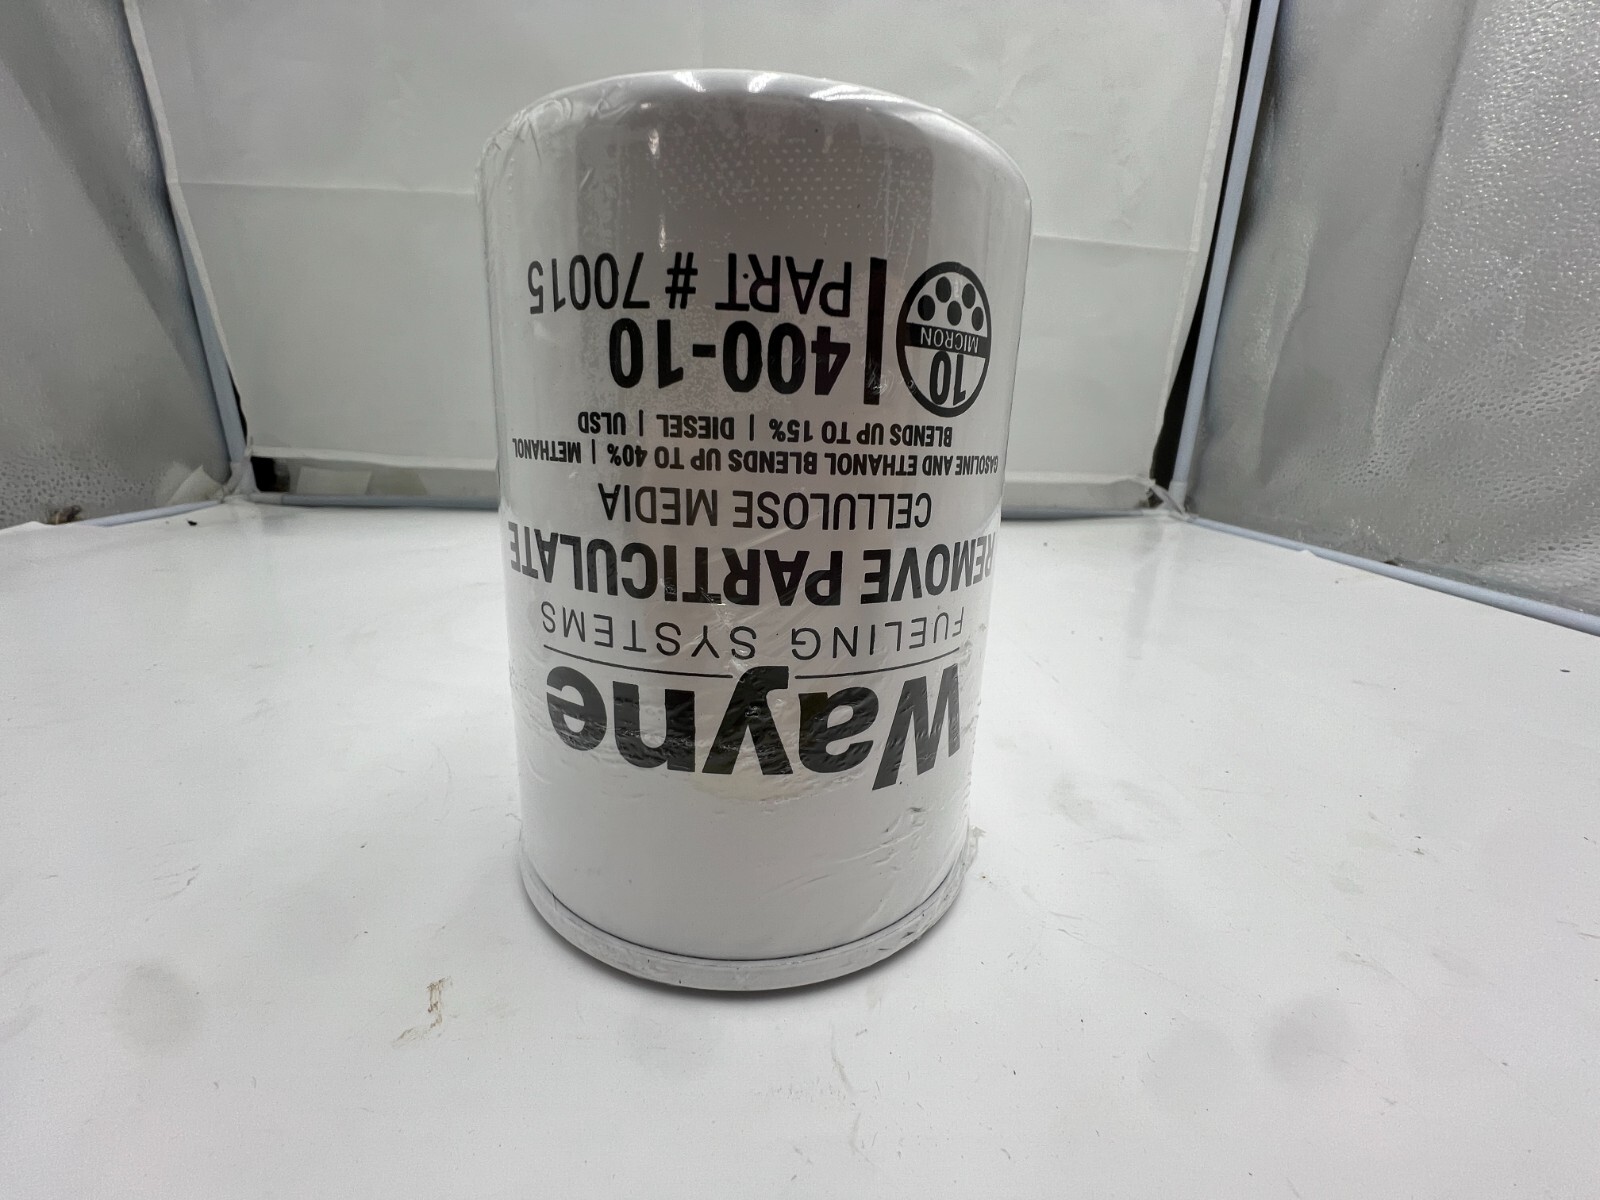 Wayne
FUELING SYSTEMS
REMOVE PARTICULATE
CELLULOSE MEDIA
GASOLINE AND ETHANOL BLENDS UP TO 40% | METHANOL
BLENDS UP TO 15% | DIESEL | ULSD
10
MICRON
400-10
PART # 70015